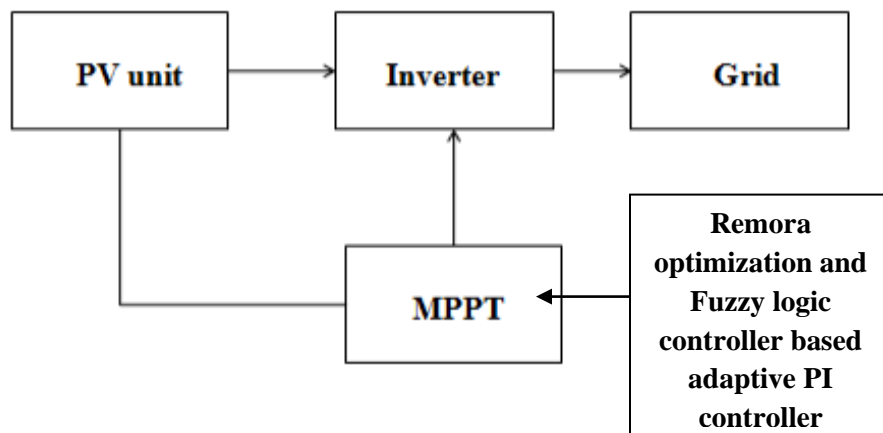 PV unit
Inverter
Grid
MPPT
Remora
optimization and
Fuzzy logic
controller based
adaptive PI
controller